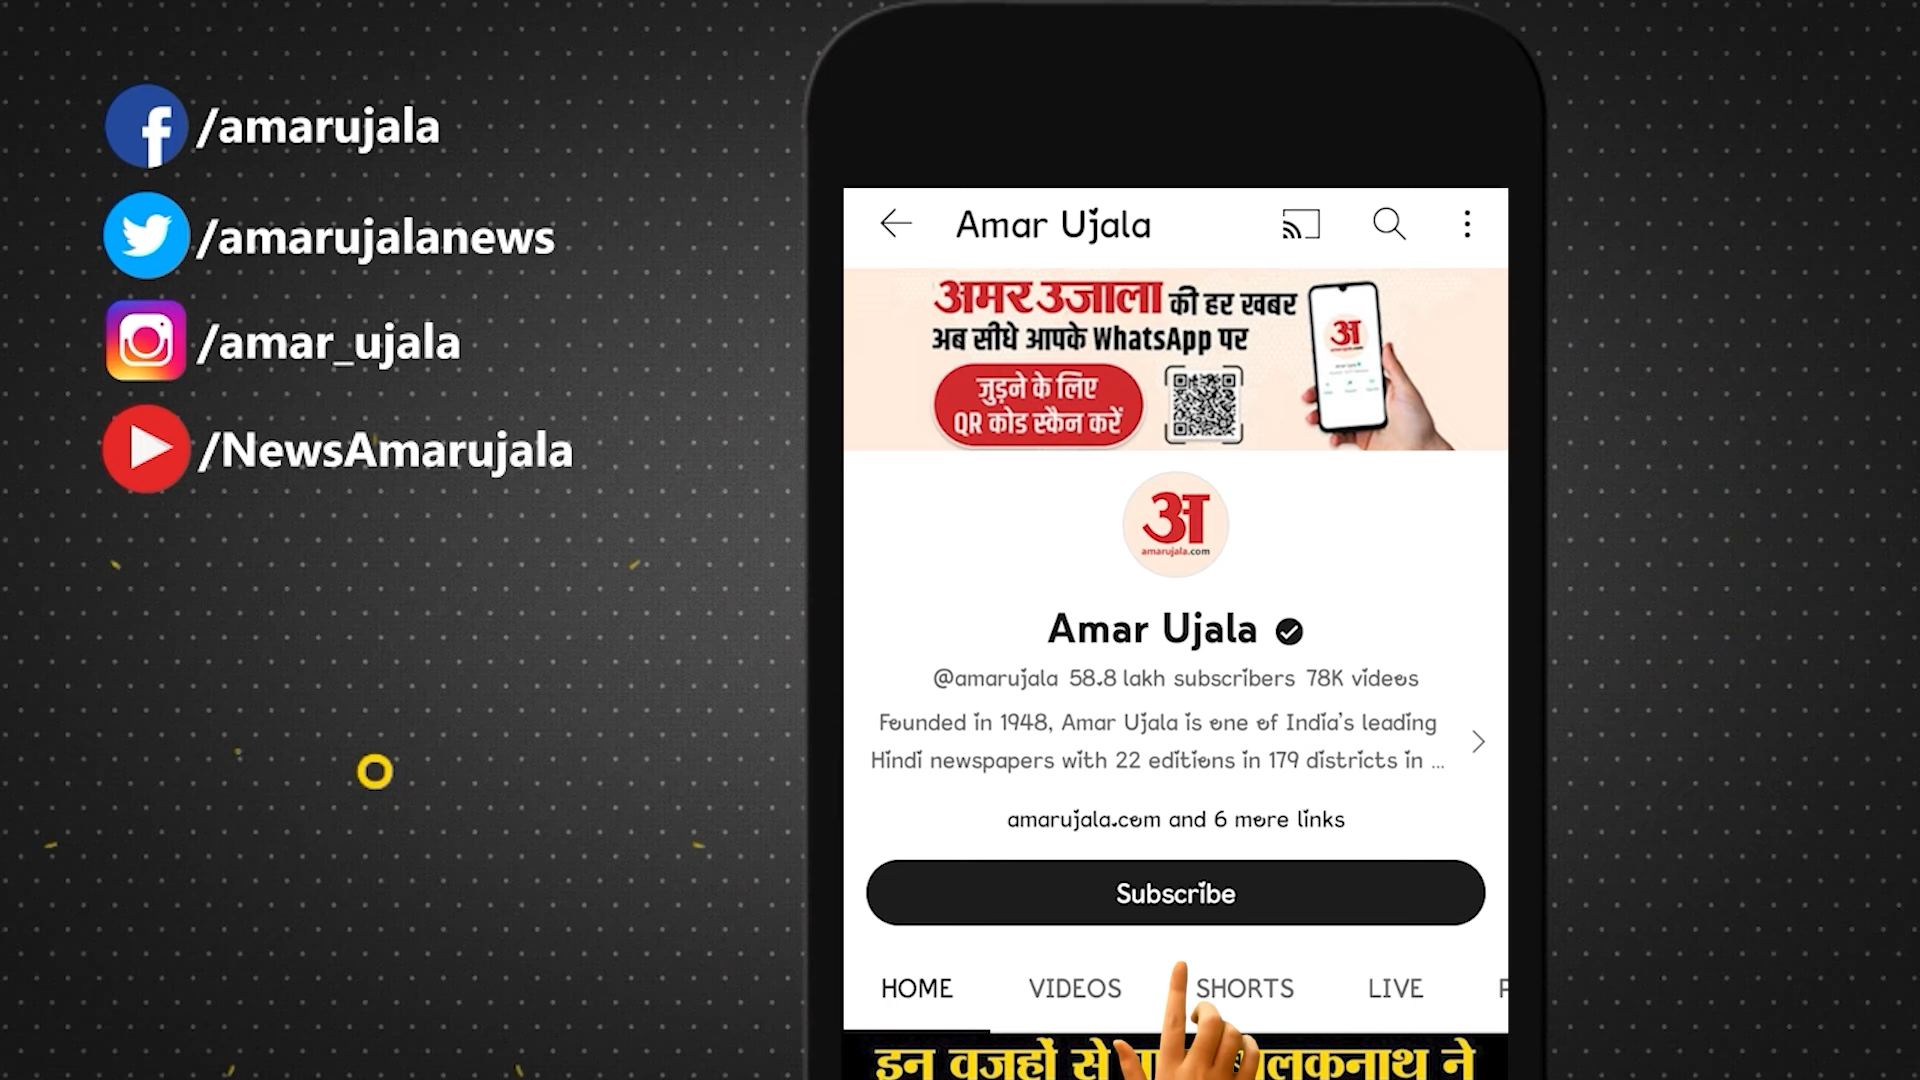 /amarujala
/amarujalanews
/amar_ujala
/NewsAmarujala
Amar Ujala
अमर उजाला की हर खबर
अब सीधे आपके WhatsApp पर
जुड़ने के लिए
QR कोड स्कैन करें
अ
अ
amarujala.com
Amar Ujala
@amarujala 58.8 lakh subscribers 78K videos
Founded in 1948, Amar Ujala is one of India's leading
Hindi newspapers with 22 editions in 179 districts in ...
amarujala.com and 6 more links
Subscribe
HOME VIDEOS SHORTS LIVE
इन वजहों से ने